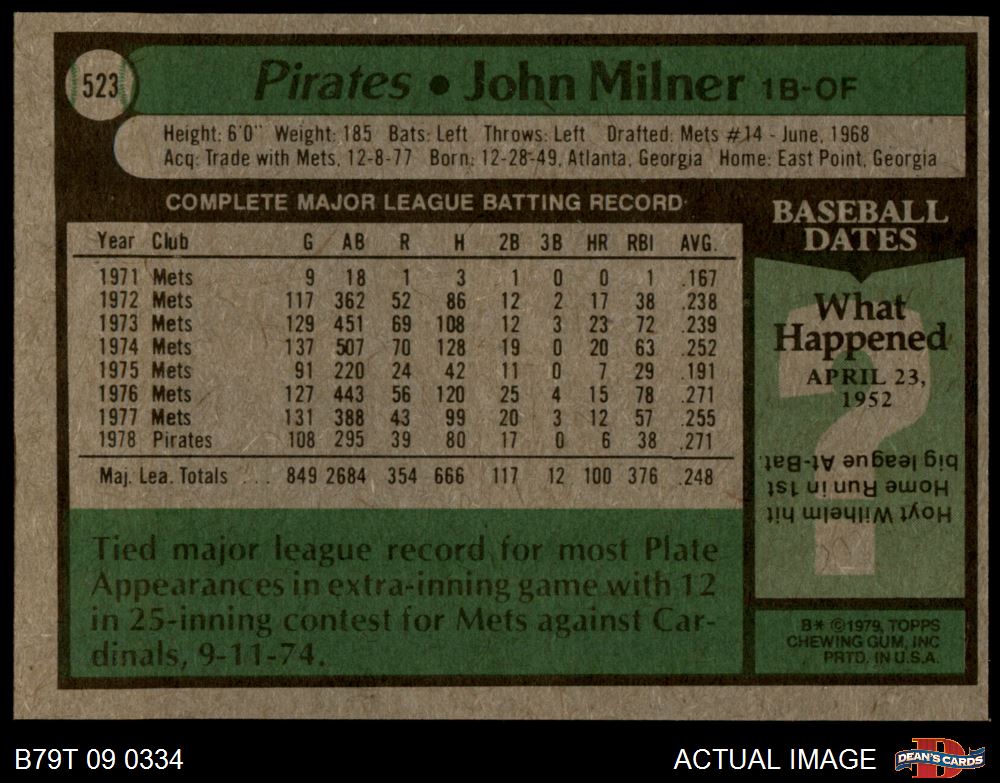 523
Pirates • John Milner 1B-OF
Height: 6'0" Weight: 185 Bats: Left Throws: Left Drafted: Mets #14 - June, 1968
Acq: Trade with Mets, 12-8-77 Born: 12-28-49, Atlanta, Georgia Home: East Point, Georgia
COMPLETE MAJOR LEAGUE BATTING RECORD
Year Club G AB R H 2B 3B HR RBI AVG.
1971 Mets 9 18 1 3 1 0 0 1 .167
1972 Mets 117 362 52 86 12 2 17 38 .238
1973 Mets 129 451 69 108 12 3 23 72 .239
1974 Mets 137 507 70 128 19 0 20 63 .252
1975 Mets 91 220 24 42 11 0 7 29 .191
1976 Mets 127 443 56 120 25 4 15 78 .271
1977 Mets 131 388 43 99 20 3 12 57 .255
1978 Pirates 108 295 39 80 17 0 6 38 .271
Maj. Lea. Totals ... 849 2684 354 666 117 12 100 376 .248
Tied major league record for most Plate
Appearances in extra-inning game with 12
in 25-inning contest for Mets against Car-
dinals, 9-11-74.
BASEBALL
DATES
What
Happened
APRIL 23,
1952
?
Hoyt Wilhelm hit
Home Run in 1st
big league At-Bat.
B* ©1979, TOPPS
CHEWING GUM, INC
PRTD. IN U.S.A.
B79T 09 0334
ACTUAL IMAGE
D
DEAN'S CARDS